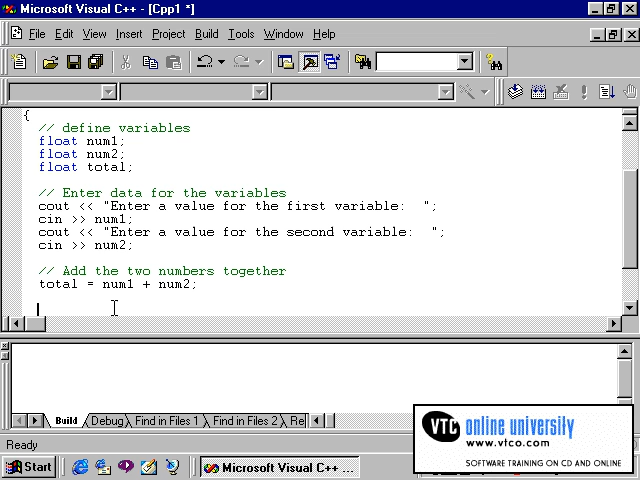 Microsoft Visual C++ - [Cpp1 *]
File Edit View Insert Project Build Tools Window Help
{
// define variables
float num1;
float num2;
float total;
// Enter data for the variables
cout << "Enter a value for the first variable:  ";
cin >> num1;
cout << "Enter a value for the second variable:  ";
cin >> num2;
// Add the two numbers together
total = num1 + num2;
Build Debug Find in Files 1 Find in Files 2 Re
Ready
VTC online university
www.vtco.com
SOFTWARE TRAINING ON CD AND ONLINE
Start Microsoft Visual C++ ...